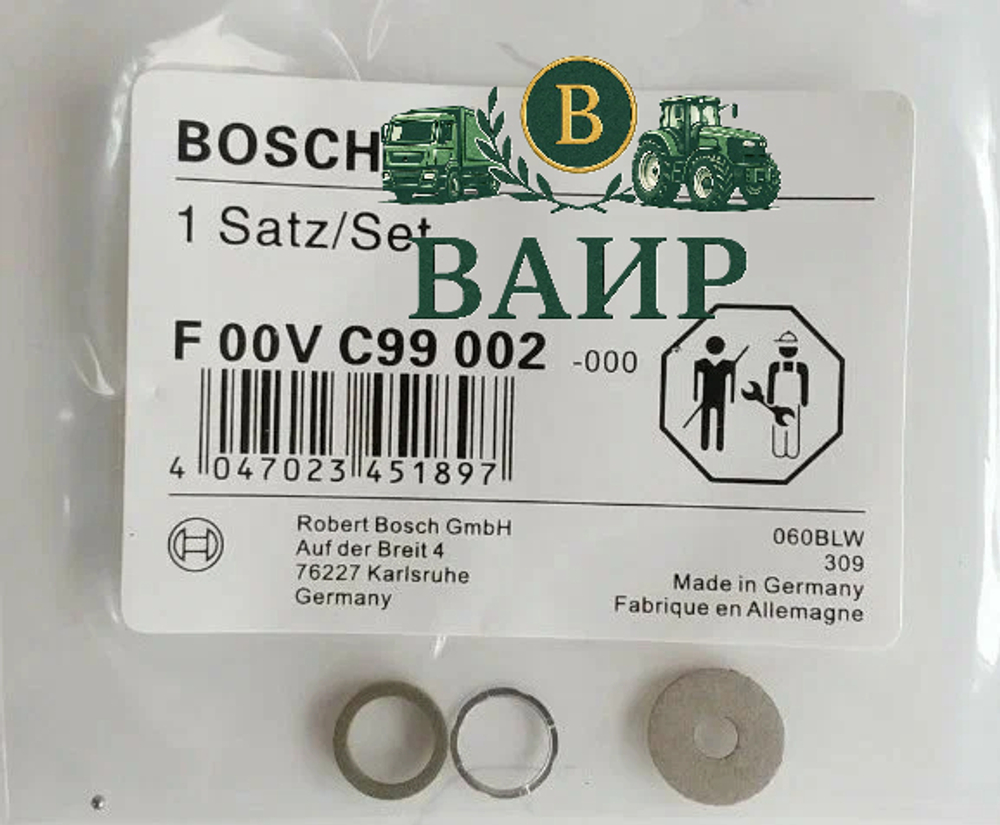 BOSCH
B
1 Satz/Set
ВАИР
F 00V C99 002 -000
4 047023 451897
Robert Bosch GmbH
Auf der Breit 4
76227 Karlsruhe
Germany
060BLW
309
Made in Germany
Fabrique en Allemagne